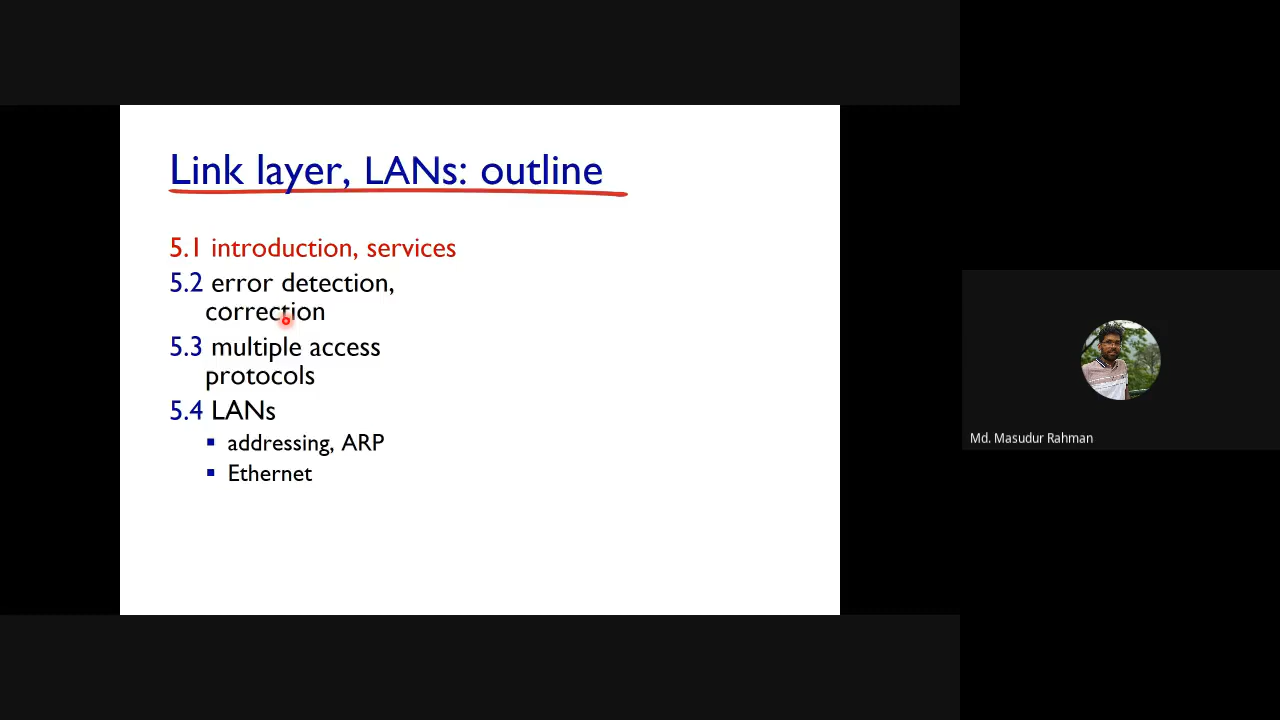 Link layer, LANs: outline
5.1 introduction, services
5.2 error detection,
correction
5.3 multiple access
protocols
5.4 LANs
▪ addressing, ARP
▪ Ethernet
Md. Masudur Rahman